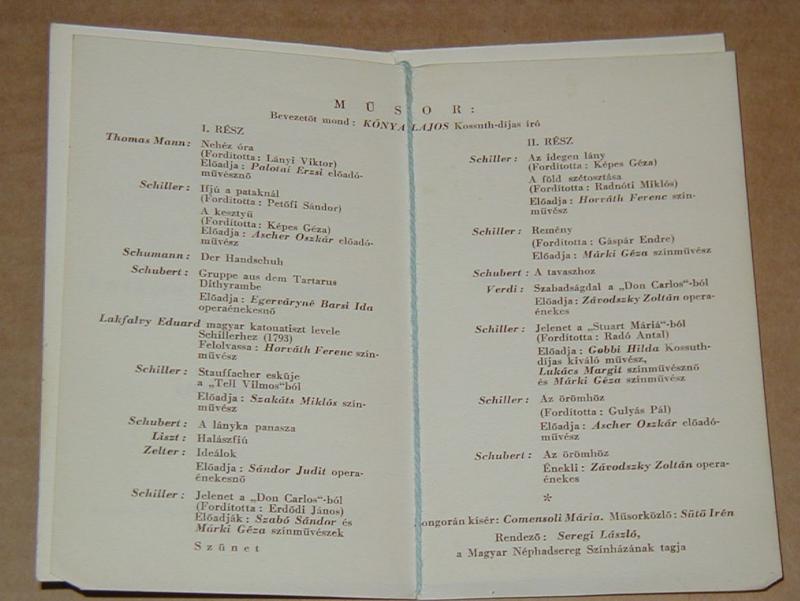 MŰSOR:
Bevezetőt mond: KÓNYA LAJOS Kossuth-díjas író
I. RÉSZ
Thomas Mann: Nehéz óra
(Fordította: Lányi Viktor)
Előadja: Palotai Erzsi előadó-
művésznő
Schiller: Ifjú a pataknál
(Fordította: Petőfi Sándor)
A kesztyű
(Fordította: Képes Géza)
Előadja: Ascher Oszkár előadó-
művész
Schumann: Der Handschuh
Schubert: Gruppe aus dem Tartarus
Dithyrambe
Előadja: Egerváryné Barsi Ida
operaénekesnő
Lakfalvy Eduard magyar katonatiszt levele
Schillerhez (1793)
Felolvassa: Horváth Ferenc szín-
művész
Schiller: Stauffacher esküje
a „Tell Vilmos"ból
Előadja: Szakáts Miklós szín-
művész
Schubert: A lányka panasza
Liszt: Halászfiú
Zelter: Ideálok
Előadja: Sándor Judit opera-
énekesnő
Schiller: Jelenet a „Don Carlos"-ból
(Fordította: Erdődi János)
Előadják: Szabó Sándor és
Márki Géza színművészek
Szünet
II. RÉSZ
Schiller: Az idegen lány
(Fordította: Képes Géza)
A föld szétosztása
(Fordította: Radnóti Miklós)
Előadja: Horváth Ferenc szín-
művész
Schiller: Remény
(Fordította: Gáspár Endre)
Előadja: Márki Géza színművész
Schubert: A tavaszhoz
Verdi: Szabadságdal a „Don Carlos"-ból
Előadja: Závodszky Zoltán opera-
énekes
Schiller: Jelenet a „Stuart Máriá"-ból
(Fordította: Radó Antal)
Előadja: Gobbi Hilda Kossuth-
díjas kiváló művész,
Lukács Margit színművésznő
és Márki Géza színművész
Schiller: Az örömhöz
(Fordította: Gulyás Pál)
Előadja: Ascher Oszkár előadó-
művész
Schubert: Az örömhöz
Énekli: Závodszky Zoltán opera-
énekes
*
ongorán kísér: Comensoli Mária. Műsorközlő: Sütő Irén
Rendező: Seregi László,
a Magyar Néphadsereg Színházának tagja